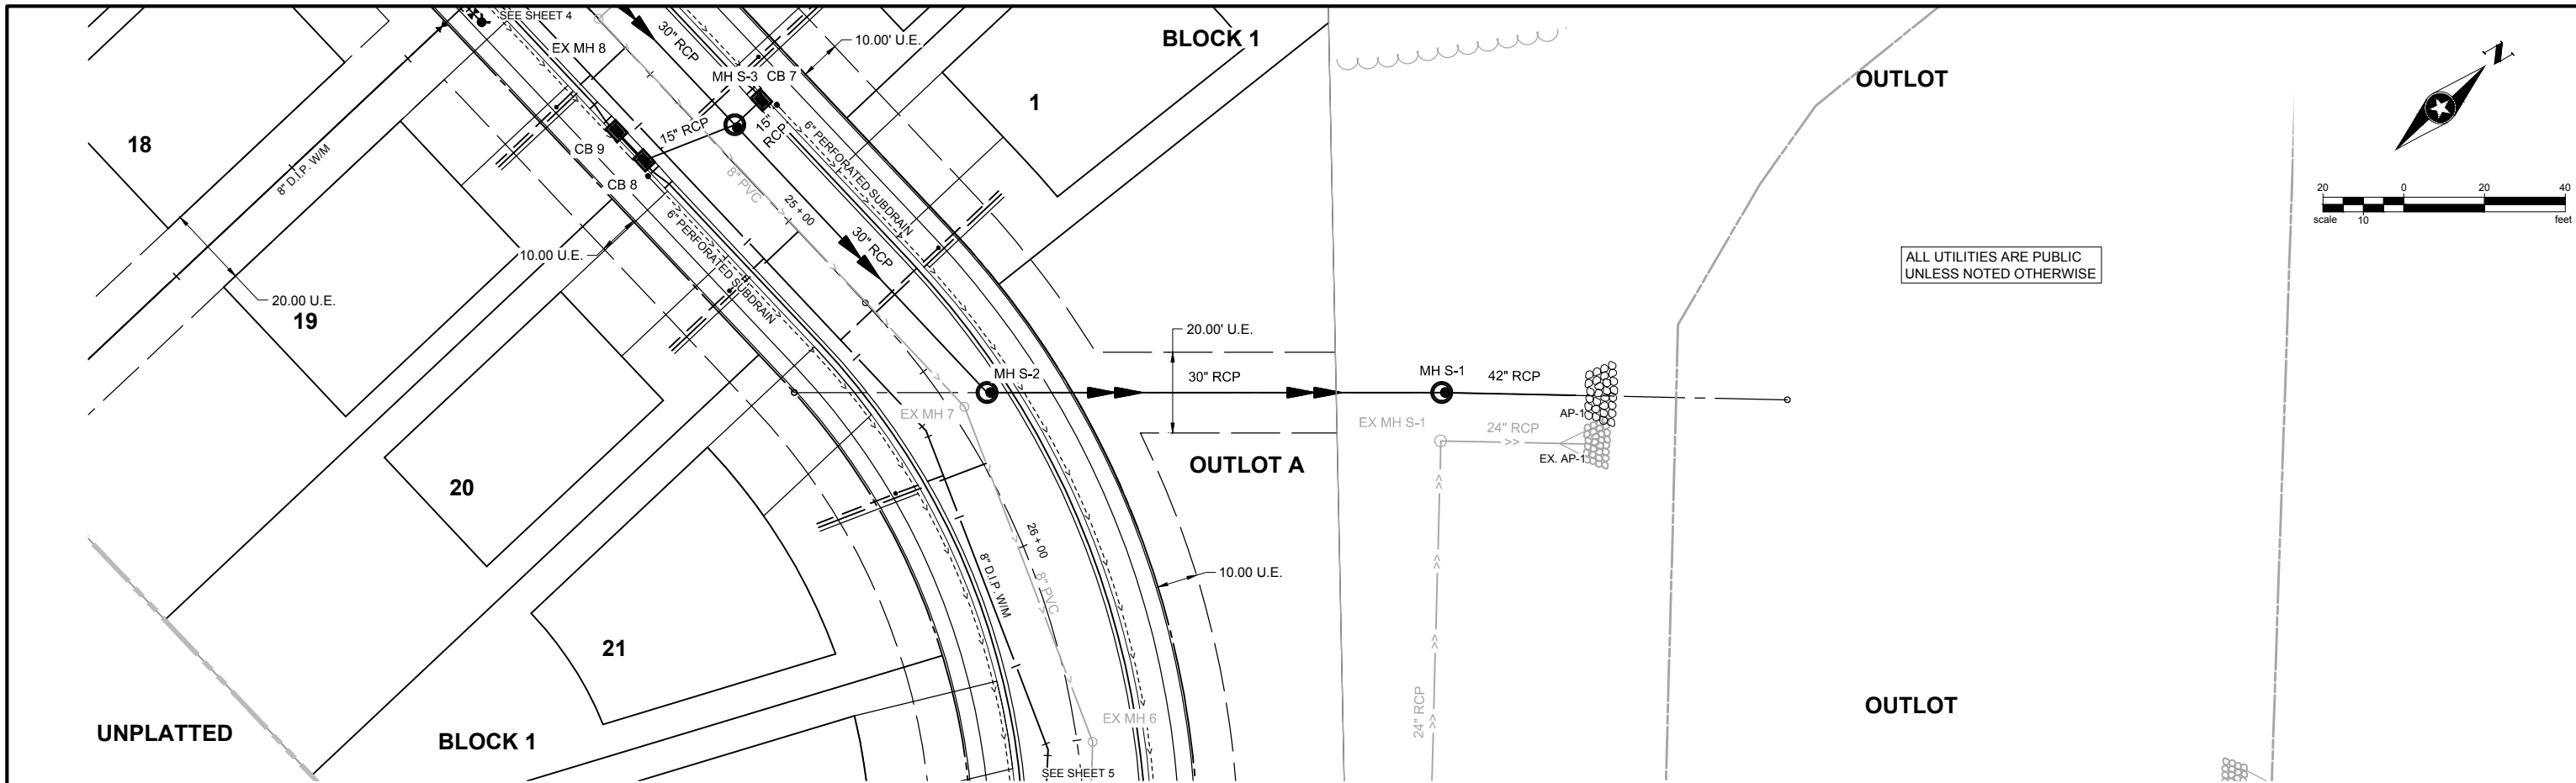 SEE SHEET 4
30" RCP
10.00' U.E.
BLOCK 1
N
EX MH 8
MH S-3
CB 7
OUTLOT
1
18
15" RCP
15"
RCP
6" PERFORATED SUBDRAIN
CB 9
8" D.I.P. W/M
CB 8
8" PVC
20
0
20
40
scale
10
feet
25 + 00
6" PERFORATED SUBDRAIN
30" RCP
10.00 U.E.
ALL UTILITIES ARE PUBLIC
UNLESS NOTED OTHERWISE
20.00 U.E.
19
20.00' U.E.
MH S-2
30" RCP
MH S-1
42" RCP
EX MH 7
AP-1
EX MH S-1
24" RCP
>>
EX. AP-1
OUTLOT A
20
26 + 00
8" D.I.P. W/M
8" PVC
10.00 U.E.
21
24" RCP
>>
EX MH 6
OUTLOT
UNPLATTED
BLOCK 1
SEE SHEET 5